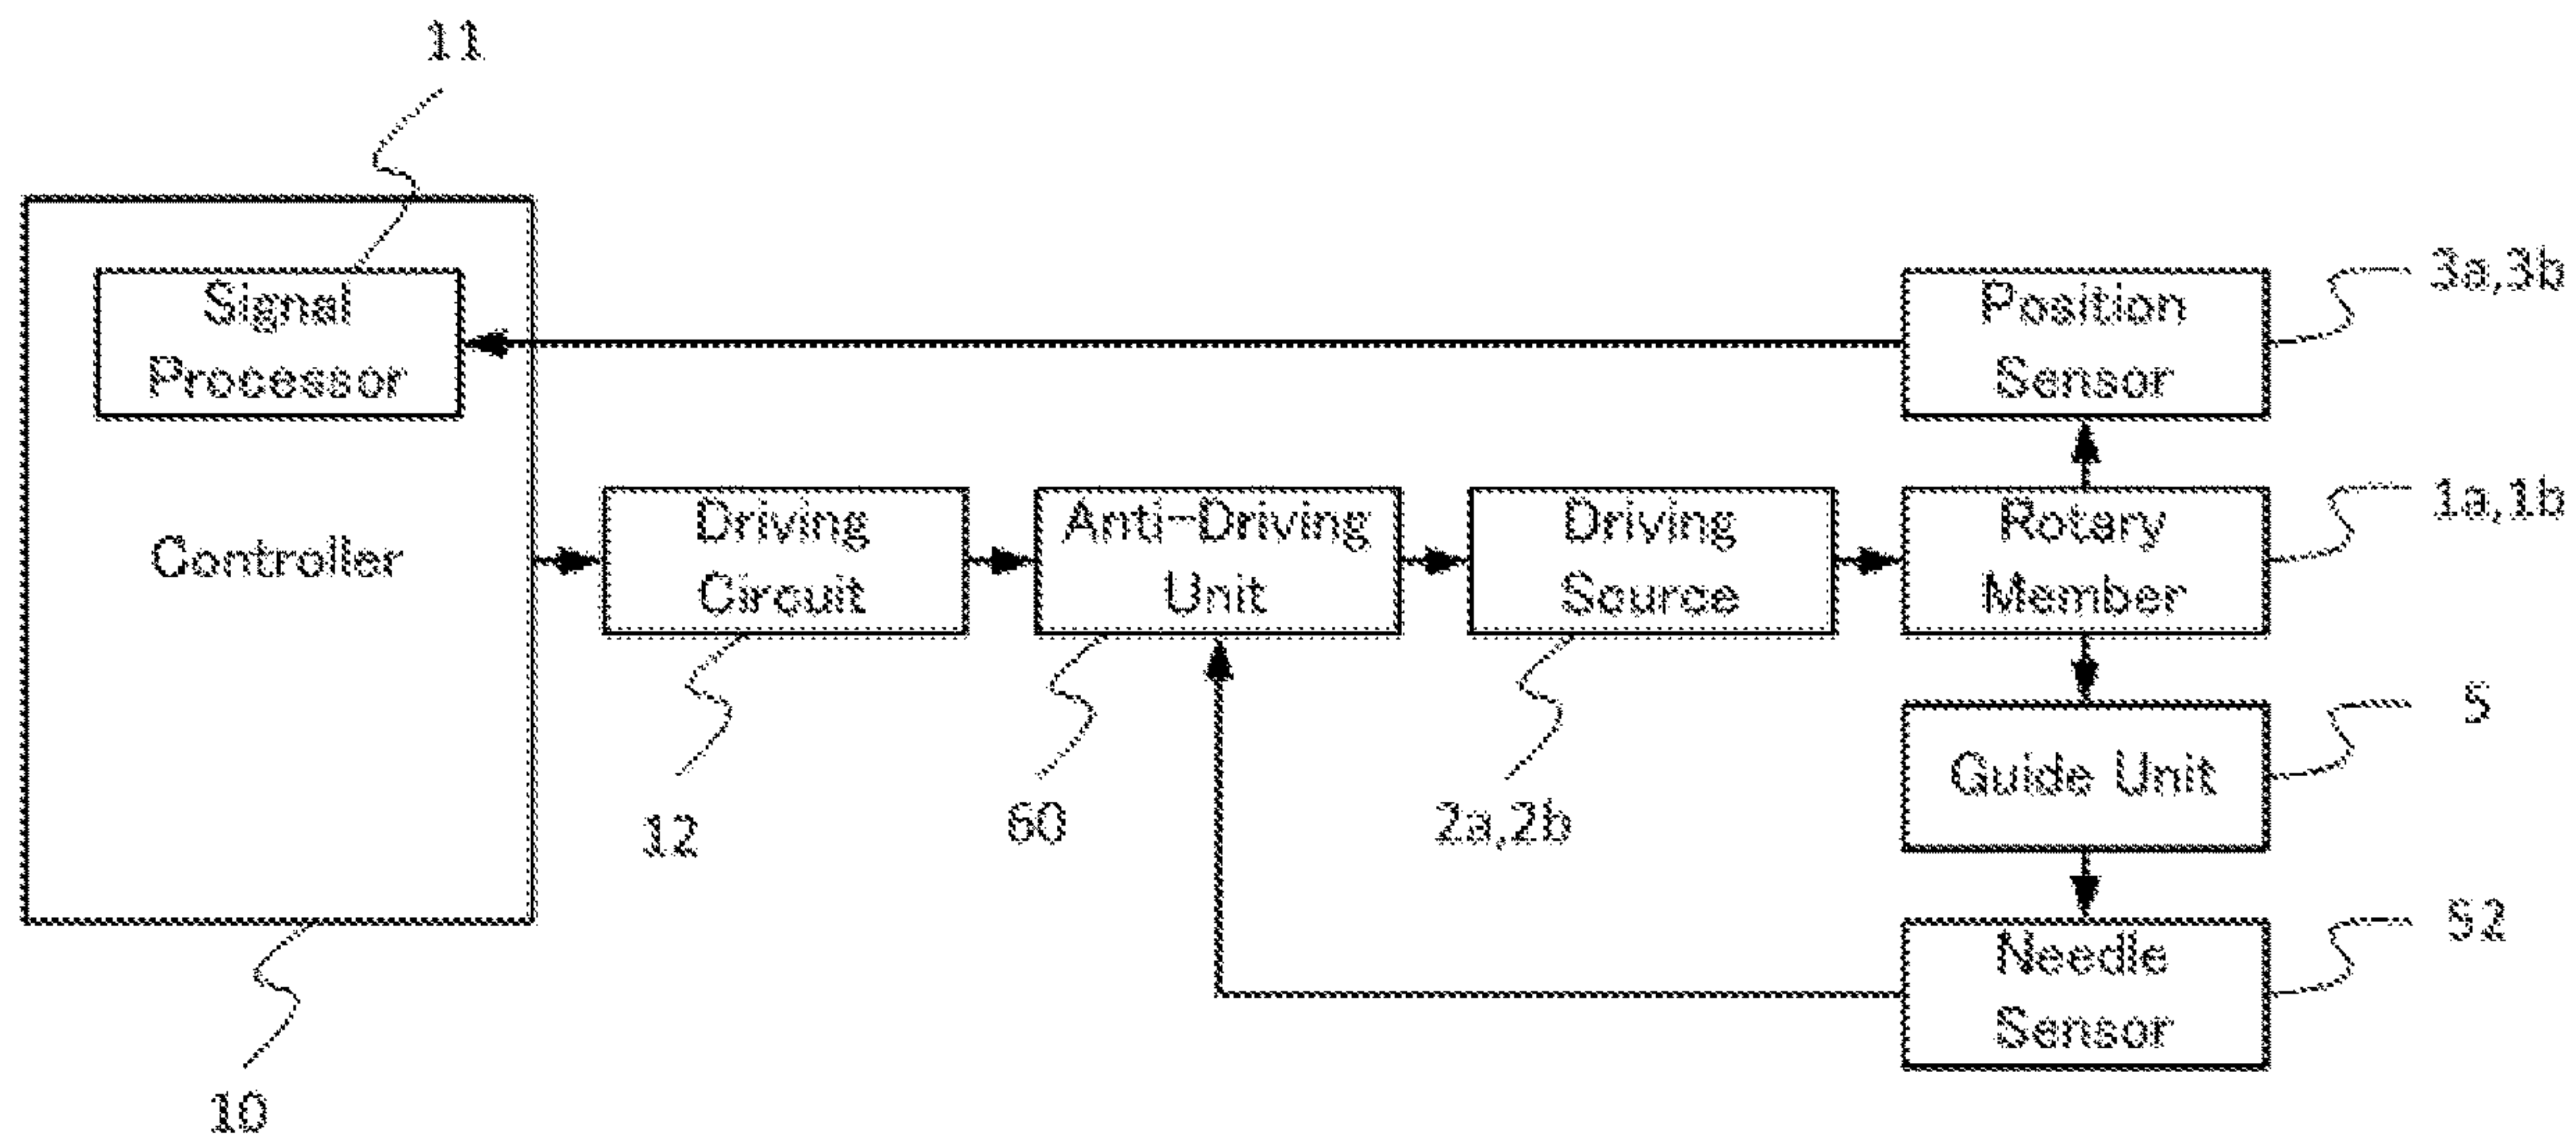 11
Signal
Processor
Position
Sensor
3a,3b
Controller
Driving
Circuit
Anti-Driving
Unit
Driving
Source
Rotary
Member
1a,1b
12
60
2a,2b
Guide Unit
5
Needle
Sensor
52
10